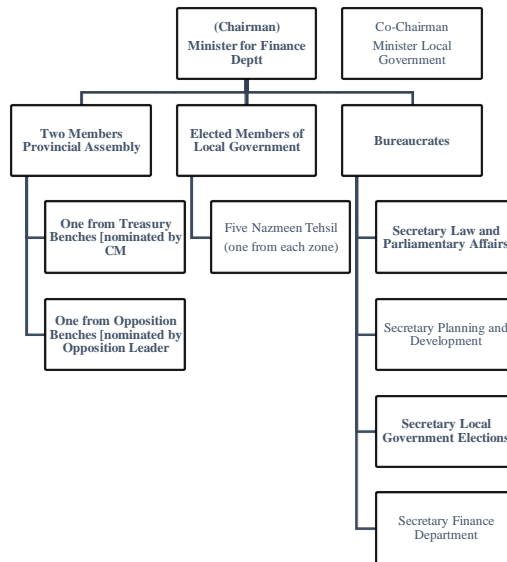 (Chairman)
Minister for Finance
Deptt
Co-Chairman
Minister Local
Government
Two Members
Provincial Assembly
Elected Members of
Local Government
Bureaucrates
One from Treasury
Benches [nominated by
CM
Five Nazmeen Tehsil
(one from each zone)
Secretary Law and
Parliamentary Affairs
One from Opposition
Benches [nominated by
Opposition Leader
Secretary Planning and
Development
Secretary Local
Government Elections
Secretary Finance
Department